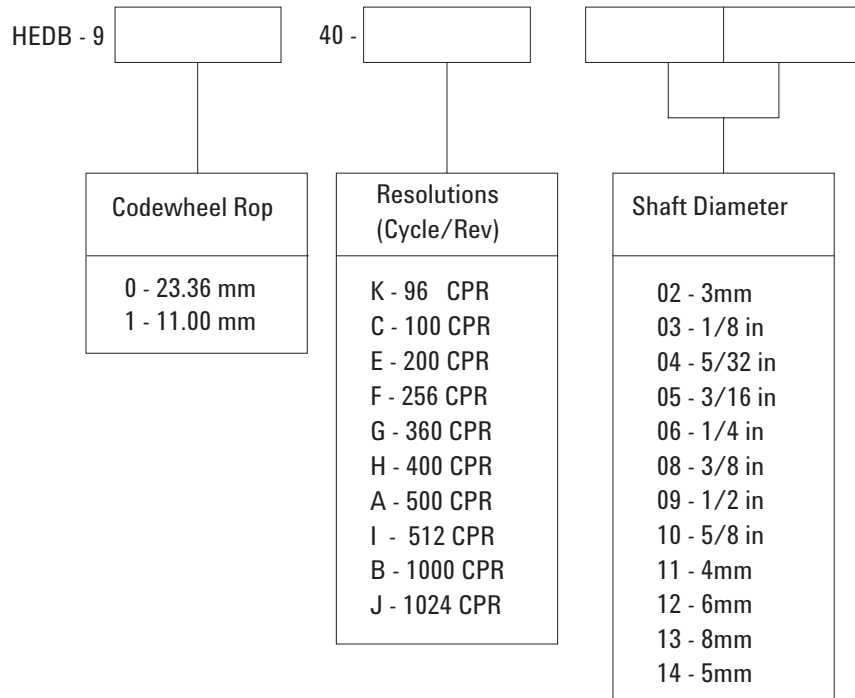 HEDB - 9 40 -
Codewheel Rop
0 - 23.36 mm
1 - 11.00 mm
Resolutions
(Cycle/Rev)
K - 96 CPR
C - 100 CPR
E - 200 CPR
F - 256 CPR
G - 360 CPR
H - 400 CPR
A - 500 CPR
I - 512 CPR
B - 1000 CPR
J - 1024 CPR
Shaft Diameter
02 - 3mm
03 - 1/8 in
04 - 5/32 in
05 - 3/16 in
06 - 1/4 in
08 - 3/8 in
09 - 1/2 in
10 - 5/8 in
11 - 4mm
12 - 6mm
13 - 8mm
14 - 5mm